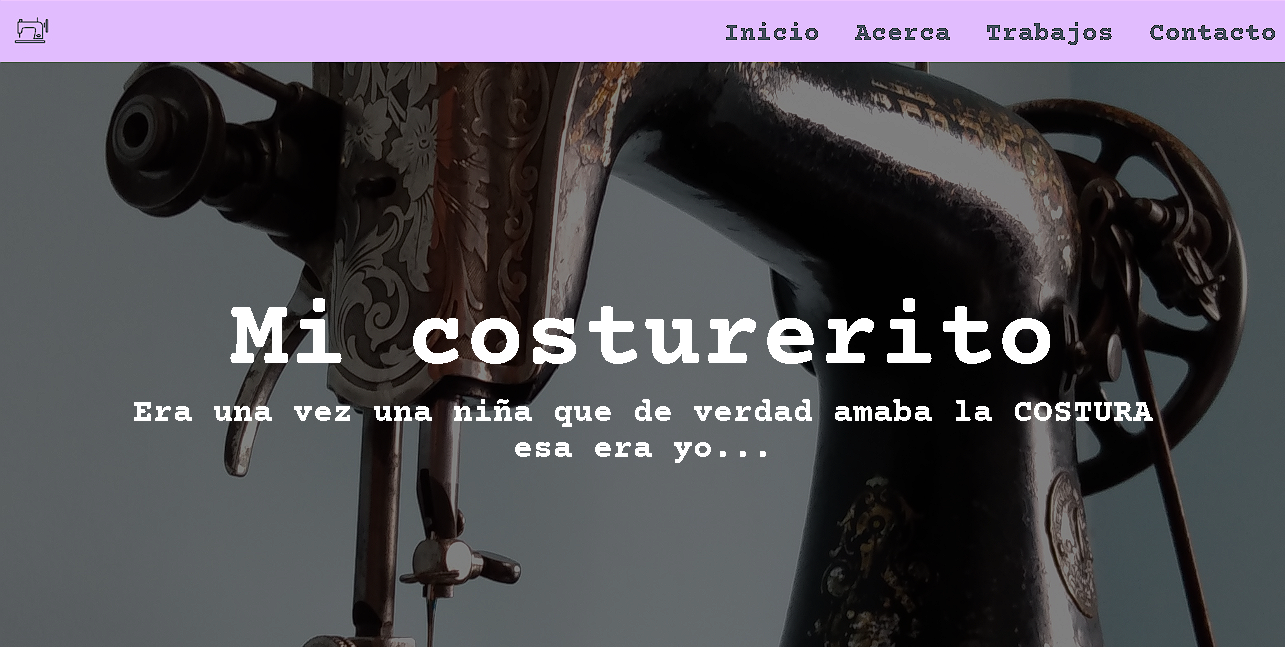 Inicio Acerca Trabajos Contacto
Mi costurerito
Era una vez una niña que de verdad amaba la COSTURA
esa era yo...